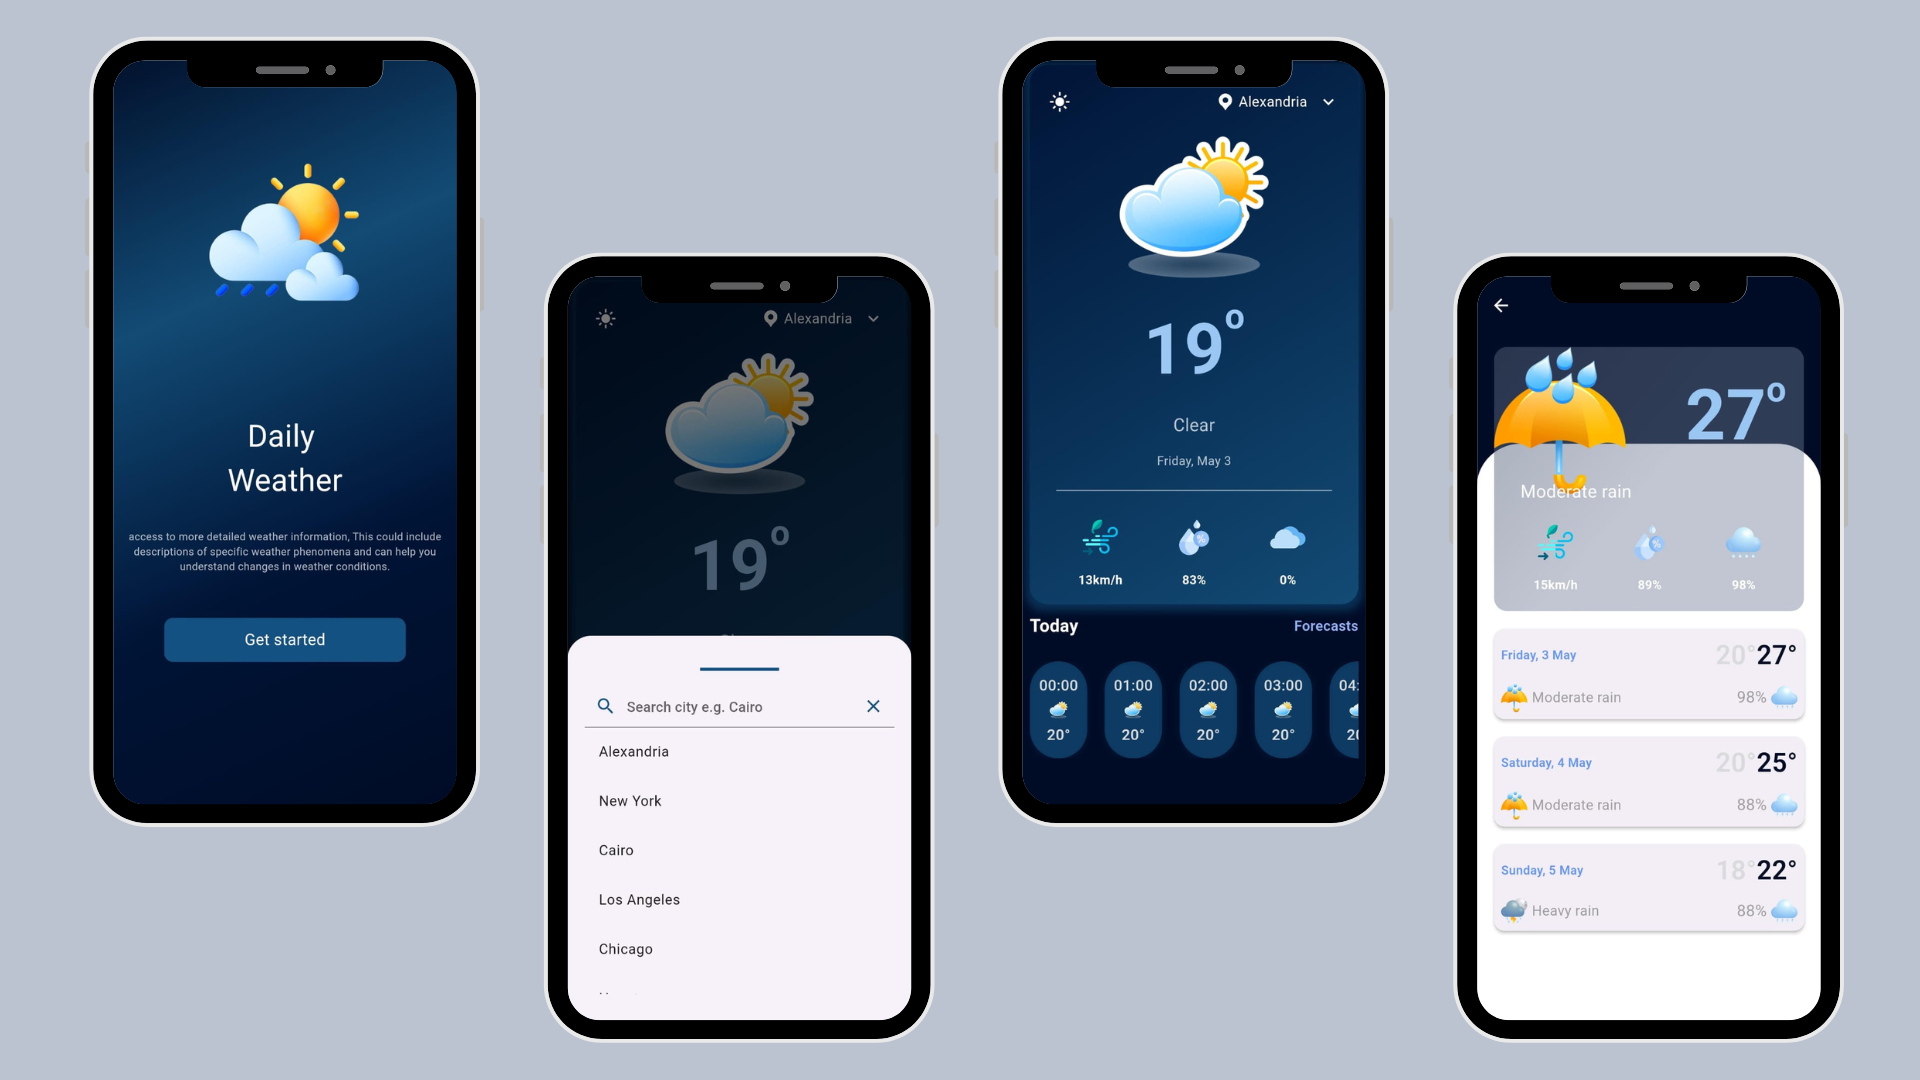 Daily
Weather
access to more detailed weather information, This could include
descriptions of specific weather phenomena and can help you
understand changes in weather conditions.
Get started
Alexandria
19°
Search city e.g. Cairo
Alexandria
New York
Cairo
Los Angeles
Chicago
Alexandria
19°
Clear
Friday, May 3
13km/h 83% 0%
Today Forecasts
00:00 01:00 02:00 03:00 04:
20° 20° 20° 20° 20
27°
Moderate rain
15km/h 89% 98%
Friday, 3 May 20°27°
Moderate rain 98%
Saturday, 4 May 20°25°
Moderate rain 88%
Sunday, 5 May 18°22°
Heavy rain 88%